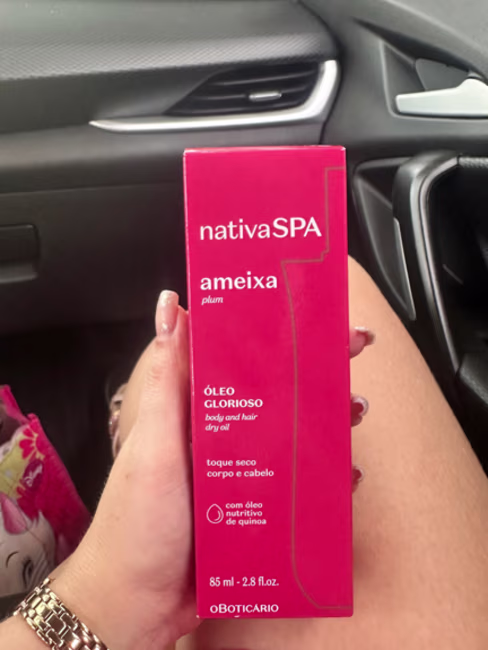 nativaSPA
ameixa
plum
ÓLEO
GLORIOSO
body and hair
dry oil
toque seco
corpo e cabelo
com óleo
nutritivo
de quinoa
85 ml - 2.8 fl.oz.
oBOTICÁRIO